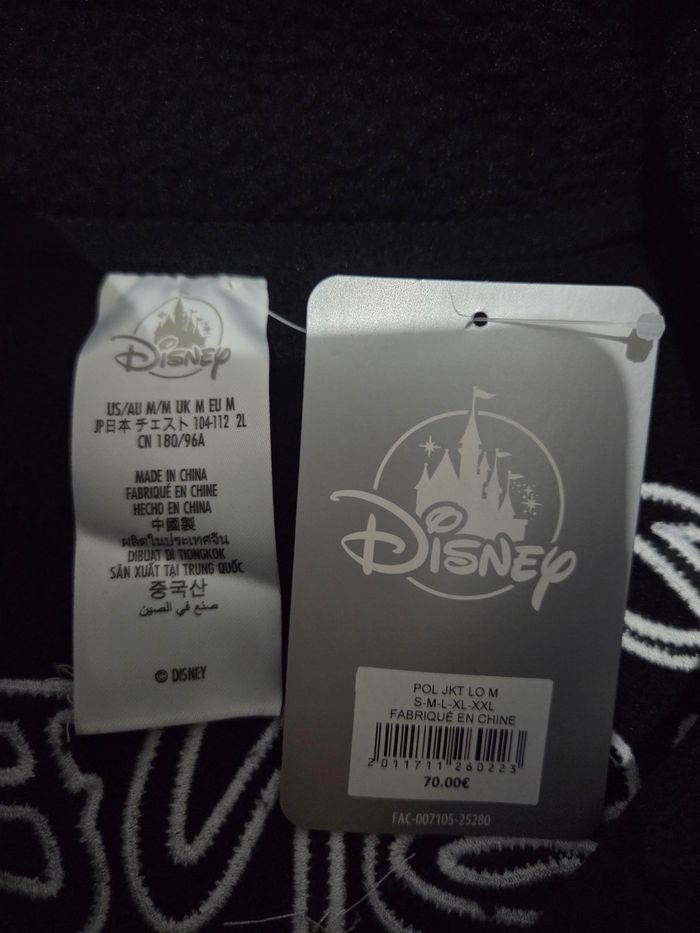 Disney
US/AU M/M UK M EU M
JP日本 チェスト 104-112 2L
CN 180/96A
MADE IN CHINA
FABRIQUÉ EN CHINE
HECHO EN CHINA
中國製
ผลิตในประเทศจีน
DIBUAT DI TIONGKOK
SẢN XUẤT TẠI TRUNG QUỐC
중국산
صنع في الصين
© DISNEY
Disney
POL JKT LO M
S-M-L-XL-XXL
FABRIQUÉ EN CHINE
2011711260223
70.00€
FAC-007105-25280